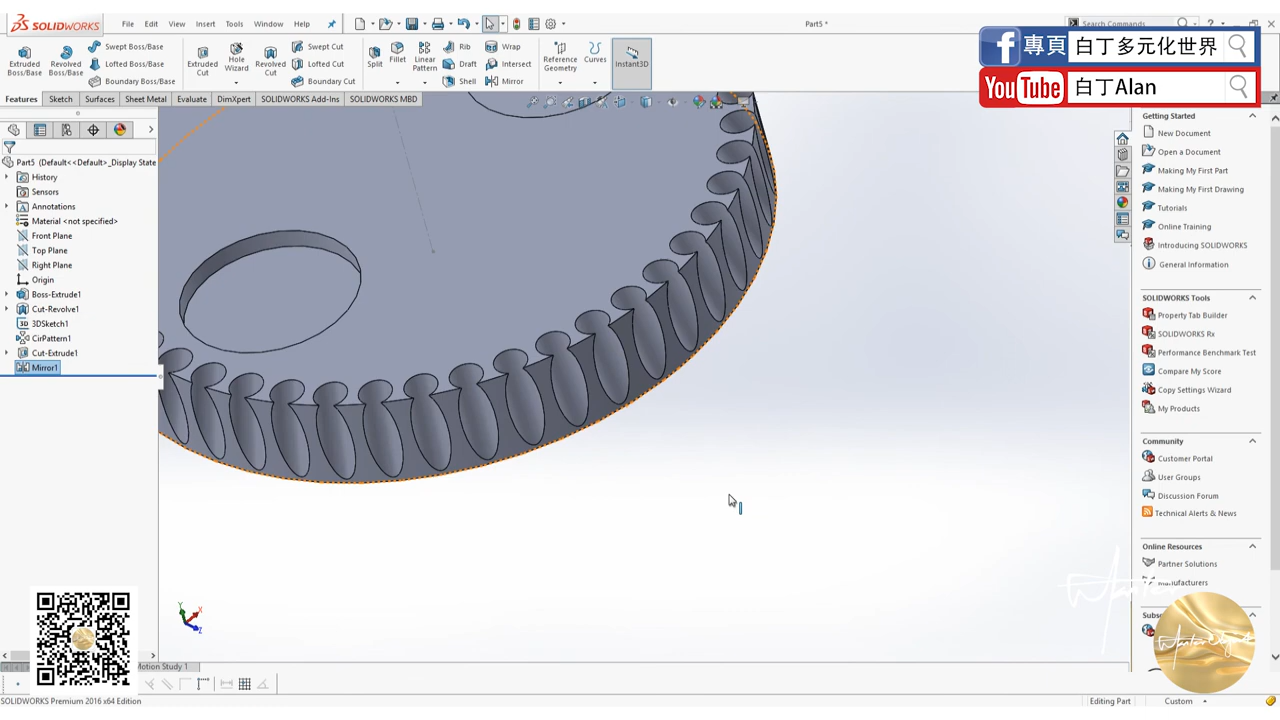 SOLIDWORKS
File Edit View Insert Tools Window Help
Part5 *
Search Commands
專頁 白丁多元化世界
YouTube 白丁Alan
Extruded Boss/Base
Revolved Boss/Base
Swept Boss/Base
Lofted Boss/Base
Boundary Boss/Base
Extruded Cut
Hole Wizard
Revolved Cut
Swept Cut
Lofted Cut
Boundary Cut
Split
Fillet
Linear Pattern
Rib
Draft
Shell
Wrap
Intersect
Mirror
Reference Geometry
Curves
Instant3D
Features Sketch Surfaces Sheet Metal Evaluate DimXpert SOLIDWORKS Add-Ins SOLIDWORKS MBD
Part5 (Default<<Default>_Display State
History
Sensors
Annotations
Material <not specified>
Front Plane
Top Plane
Right Plane
Origin
Boss-Extrude1
Cut-Revolve1
3D 3DSketch1
CirPattern1
Cut-Extrude1
Mirror1
Getting Started
New Document
Open a Document
Making My First Part
Making My First Drawing
Tutorials
Online Training
Introducing SOLIDWORKS
General Information
SOLIDWORKS Tools
Property Tab Builder
SOLIDWORKS Rx
Performance Benchmark Test
Compare My Score
Copy Settings Wizard
My Products
Community
Customer Portal
User Groups
Discussion Forum
Technical Alerts & News
Online Resources
Partner Solutions
Manufacturers
Y X Z
Motion Study 1
SOLIDWORKS Premium 2016 x64 Edition
Editing Part
Custom